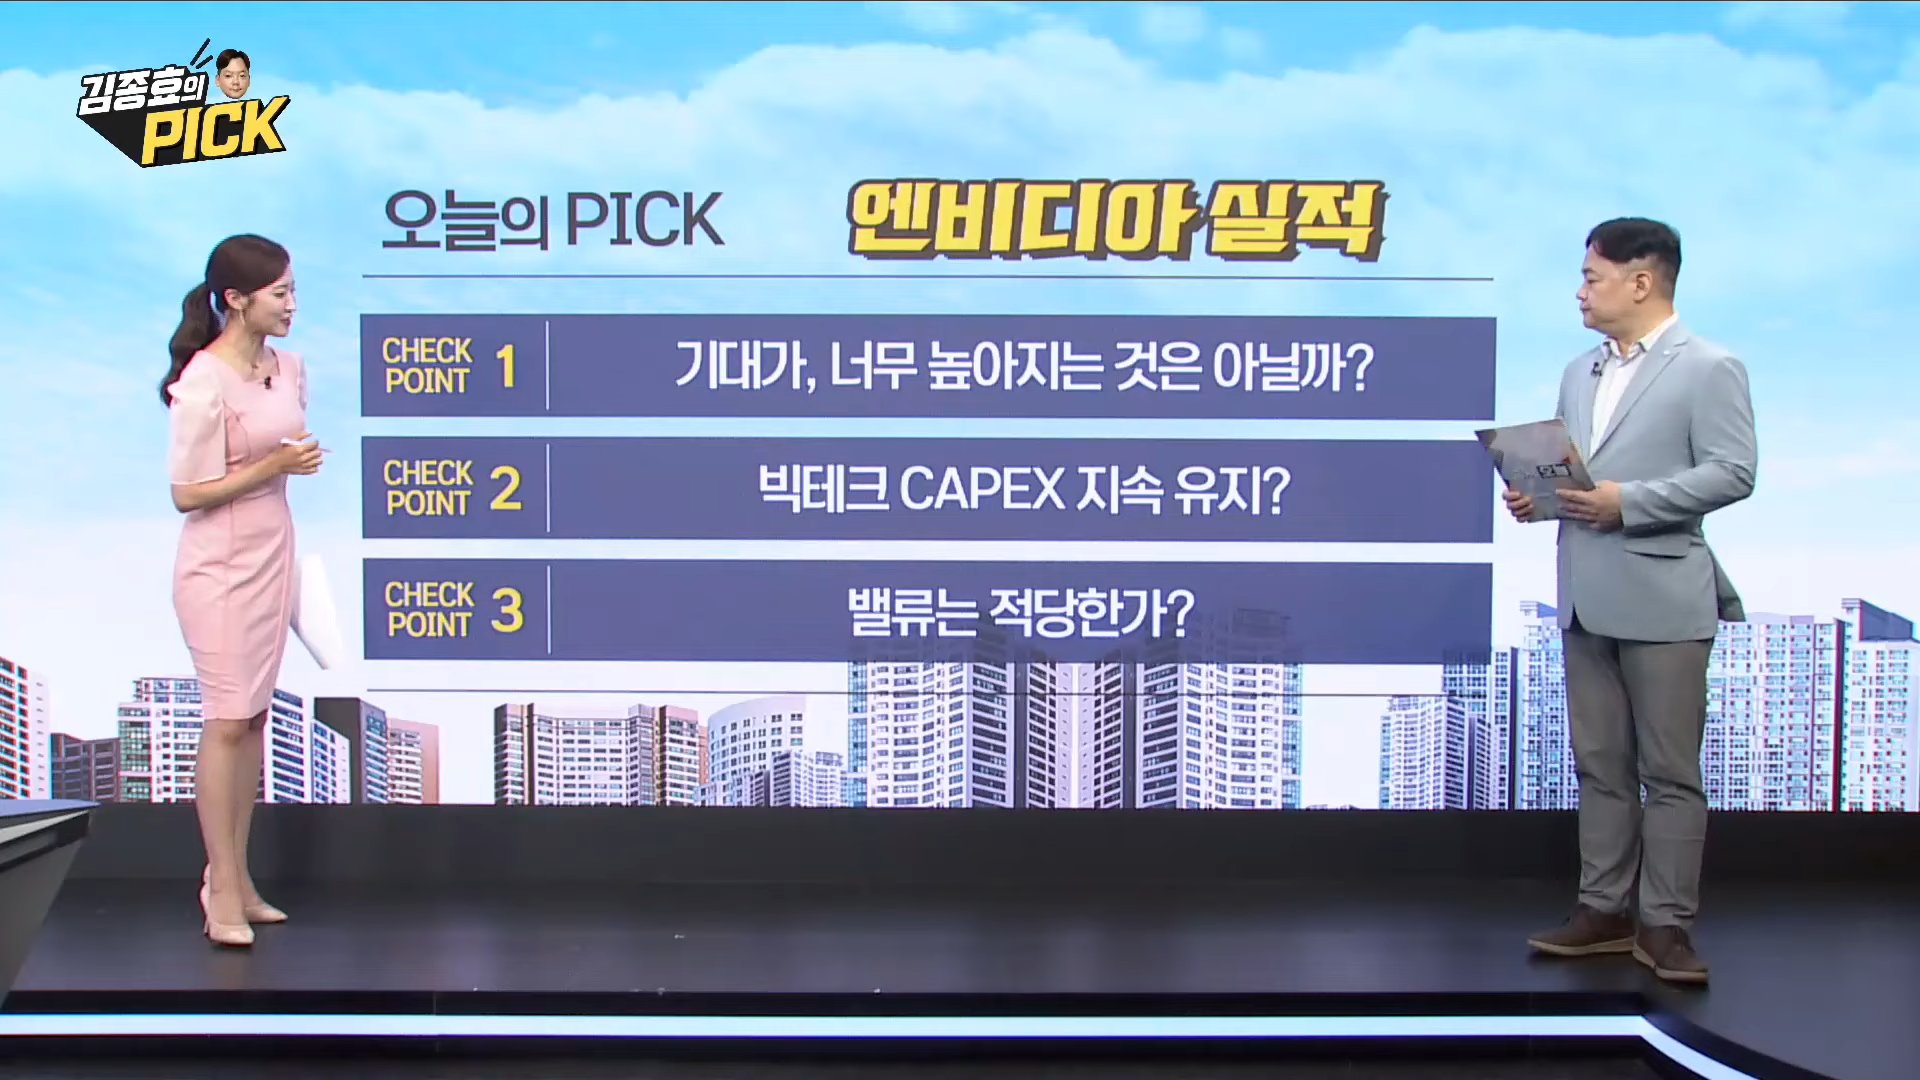 김종효의
PICK
오늘의 PICK 엔비디아 실적
CHECK POINT 1 기대가, 너무 높아지는 것은 아닐까?
CHECK POINT 2 빅테크 CAPEX 지속 유지?
CHECK POINT 3 밸류는 적당한가?